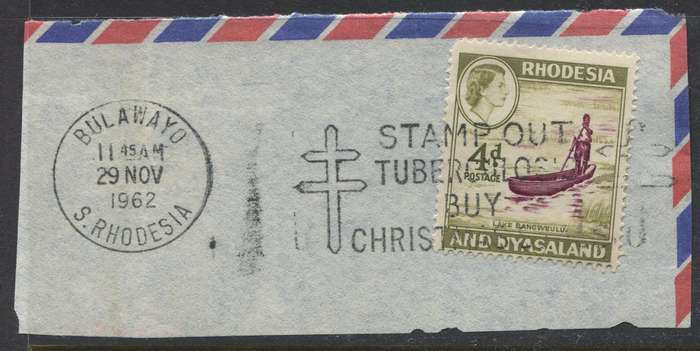 BULAWAYO
11 45 AM
29 NOV
1962
S. RHODESIA
STAMP OUT
BUY
CHRIST
RHODESIA
4d
POSTAGE
LAKE BANGWEULU
AND NYASALAND